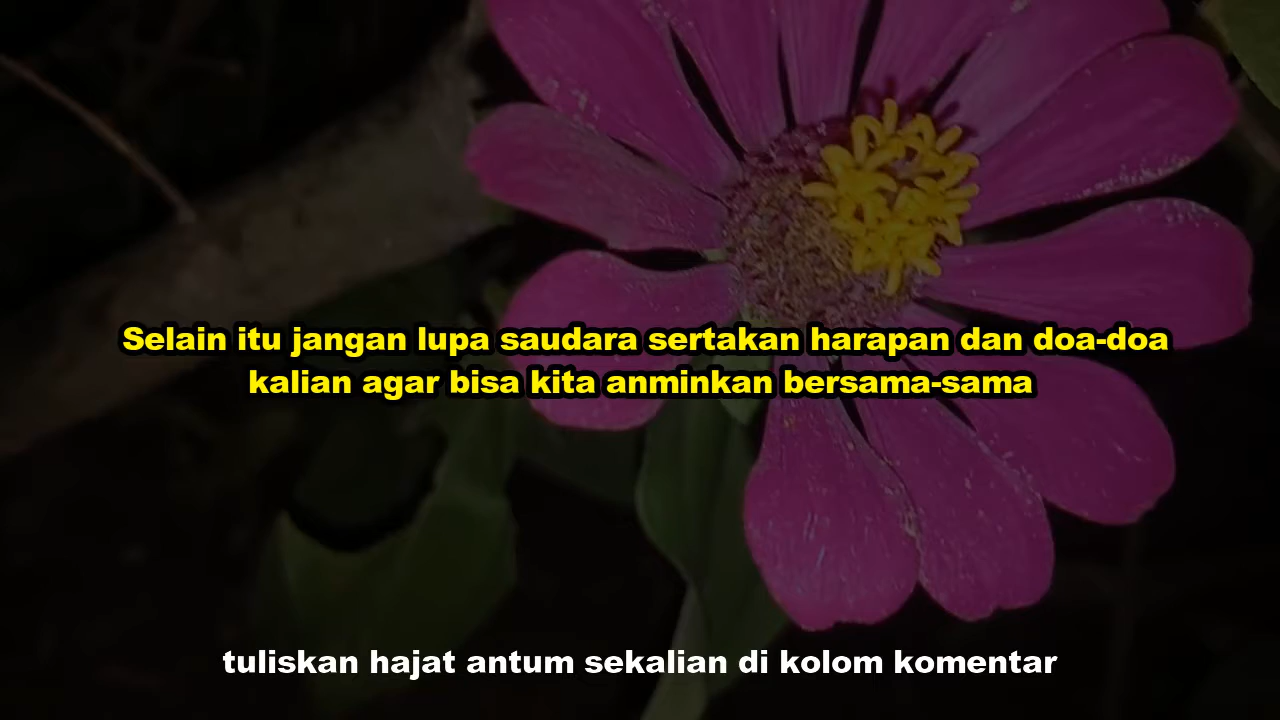 Selain itu jangan lupa saudara sertakan harapan dan doa-doa
kalian agar bisa kita anminkan bersama-sama
tuliskan hajat antum sekalian di kolom komentar